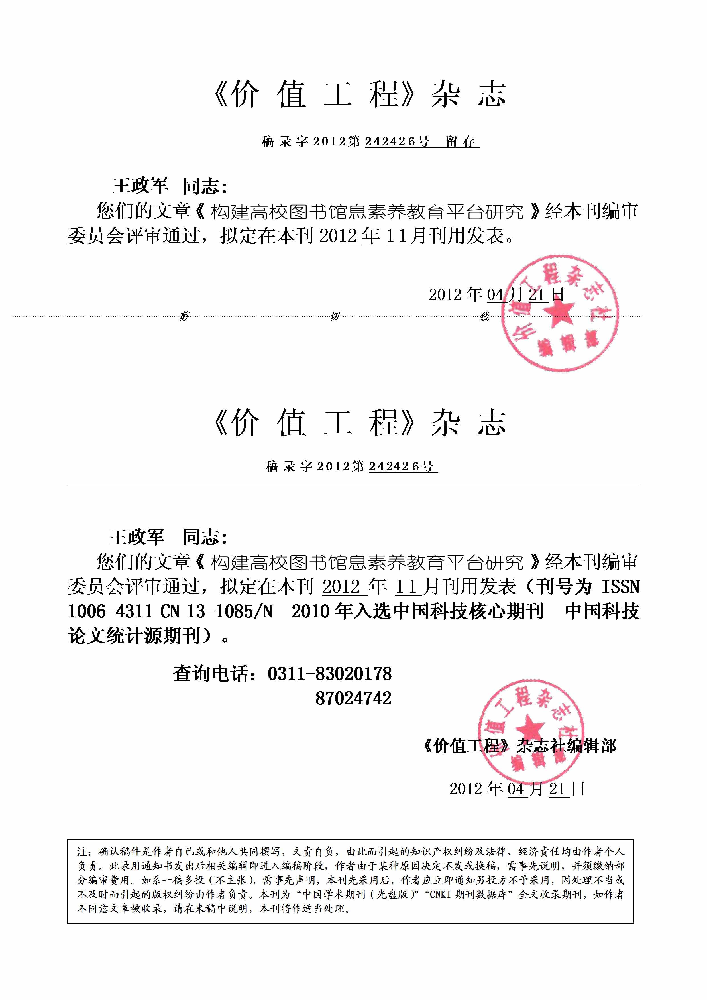 《价 值 工 程》杂 志
稿 录 字 2012第 242426号 留 存
王政军 同志：
您们的文章《 构建高校图书馆息素养教育平台研究 》经本刊编审
委员会评审通过，拟定在本刊 2012 年 11月刊用发表。
2012 年 04 月 21 日
剪 切 线
价值工程杂志社
编辑部
《价 值 工 程》杂 志
稿 录 字 2012第 242426号
王政军 同志：
您们的文章《 构建高校图书馆息素养教育平台研究 》经本刊编审
委员会评审通过，拟定在本刊 2012 年 11 月刊用发表（刊号为 ISSN
1006-4311 CN 13-1085/N 2010 年入选中国科技核心期刊 中国科技
论文统计源期刊）。
查询电话：0311-83020178
87024742
价值工程杂志社
编辑部
《价值工程》杂志社编辑部
2012 年 04 月 21 日
注：确认稿件是作者自己或和他人共同撰写，文责自负，由此而引起的知识产权纠纷及法律、经济责任均由作者个人
负责。此录用通知书发出后相关编辑即进入编稿阶段，作者由于某种原因决定不发或换稿，需事先说明，并须缴纳部
分编审费用。如系一稿多投（不主张），需事先声明，本刊先采用后，作者应立即通知另投方不予采用，因处理不当或
不及时而引起的版权纠纷由作者负责。本刊为“中国学术期刊（光盘版）”“CNKI 期刊数据库”全文收录期刊，如作者
不同意文章被收录，请在来稿中说明，本刊将作适当处理。